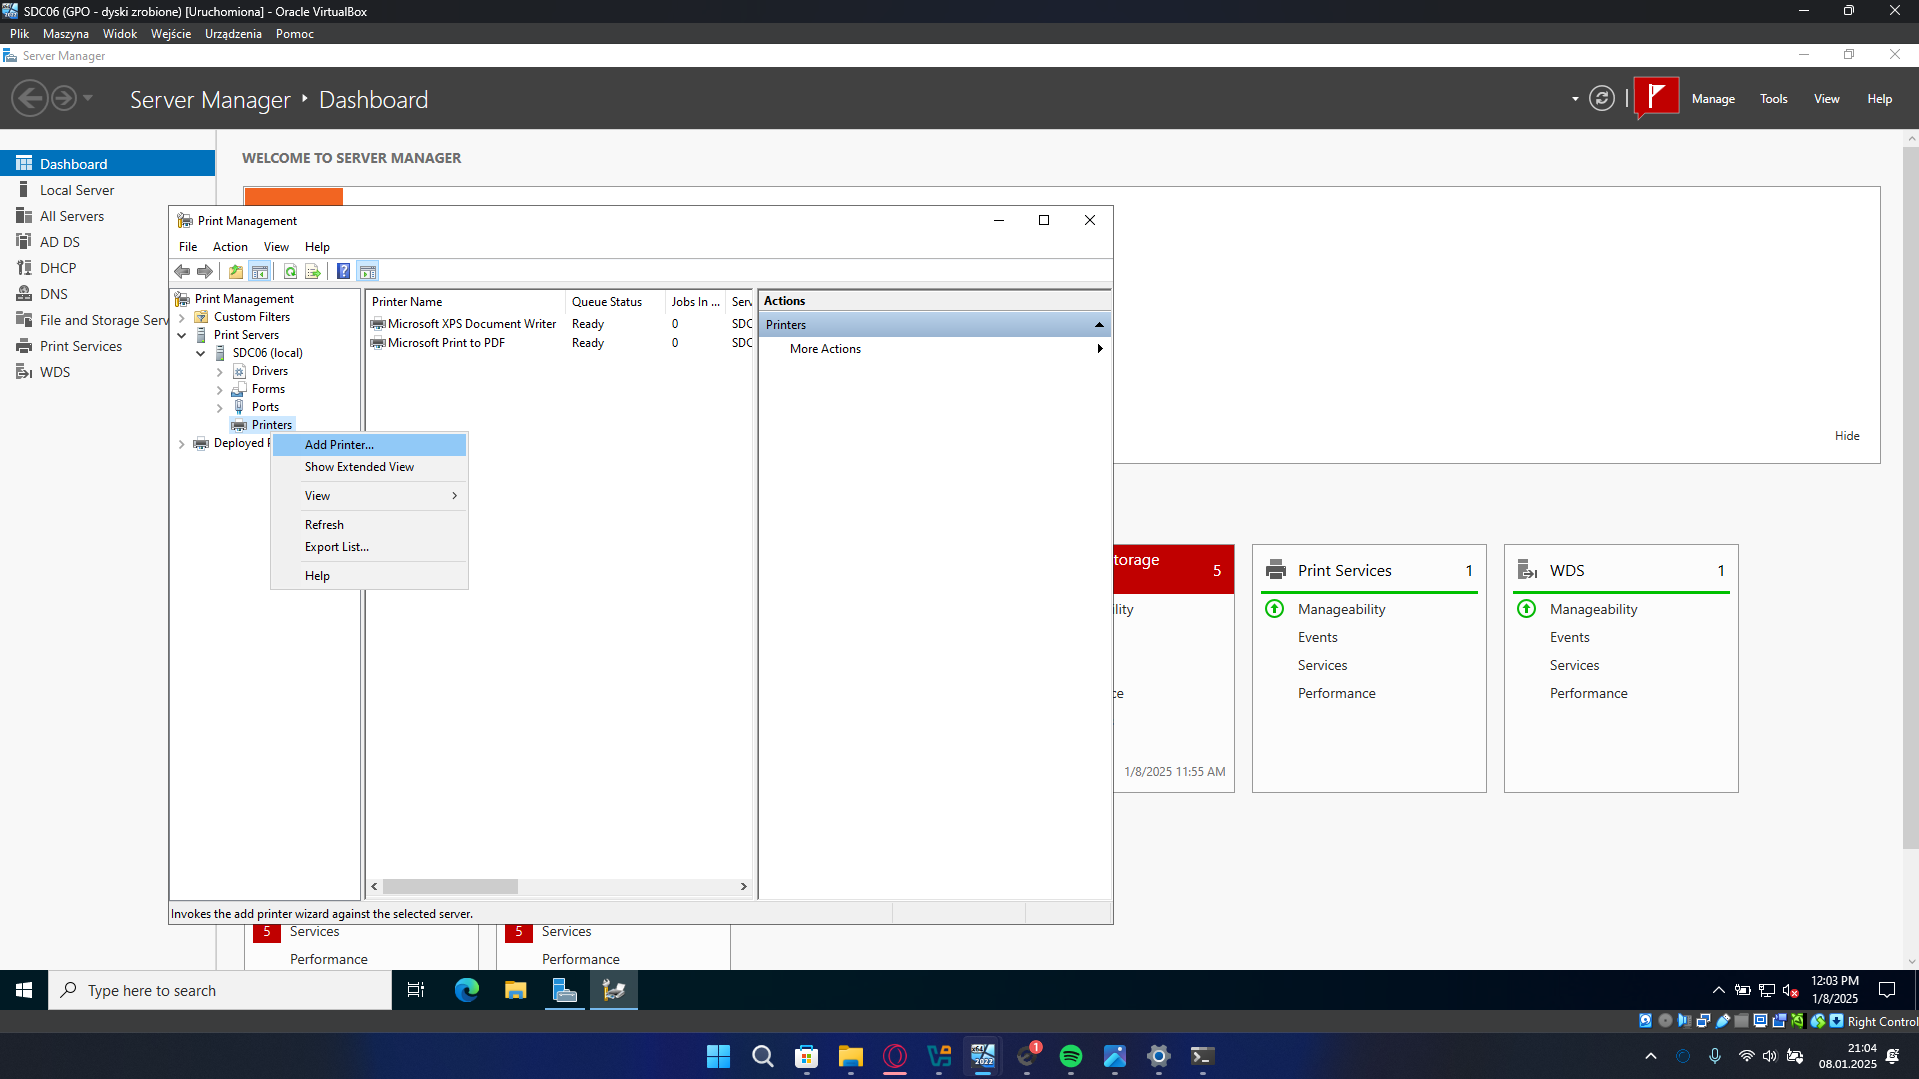 SDC06 (GPO - dyski zrobione) [Uruchomiona] - Oracle VirtualBox
Plik Maszyna Widok Wejście Urządzenia Pomoc
Server Manager
Server Manager Dashboard
Manage Tools View Help
Dashboard
Local Server
All Servers
AD DS
DHCP
DNS
File and Storage Serv
Print Services
WDS
WELCOME TO SERVER MANAGER
Hide
Print Management
File Action View Help
Print Management
Custom Filters
Print Servers
SDC06 (local)
Drivers
Forms
Ports
Printers
Deployed
Add Printer...
Show Extended View
View
Refresh
Export List...
Help
Printer Name Queue Status Jobs In ... Serv
Microsoft XPS Document Writer Ready 0 SDC
Microsoft Print to PDF Ready 0 SDC
Actions
Printers
More Actions
Invokes the add printer wizard against the selected server.
torage 5
ility
ce
1/8/2025 11:55 AM
Print Services 1
Manageability
Events
Services
Performance
WDS 1
Manageability
Events
Services
Performance
5 Services
Performance
5 Services
Performance
Type here to search
12:03 PM
1/8/2025
Right Control
1
21:04
08.01.2025